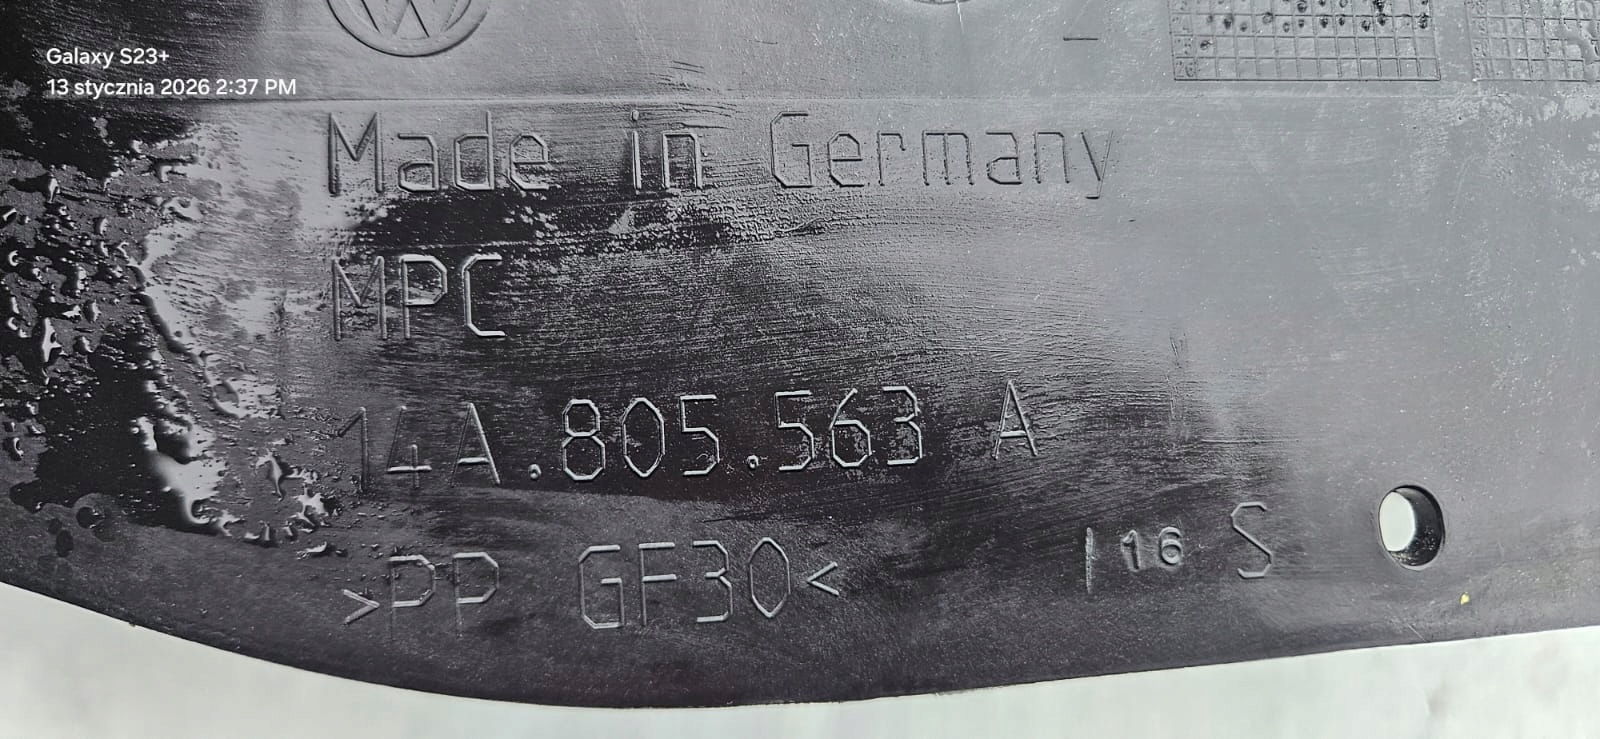 Galaxy S23+
13 stycznia 2026 2:37 PM
Made in Germany
MPC
14A.805.563 A
>PP GF30<
16 S